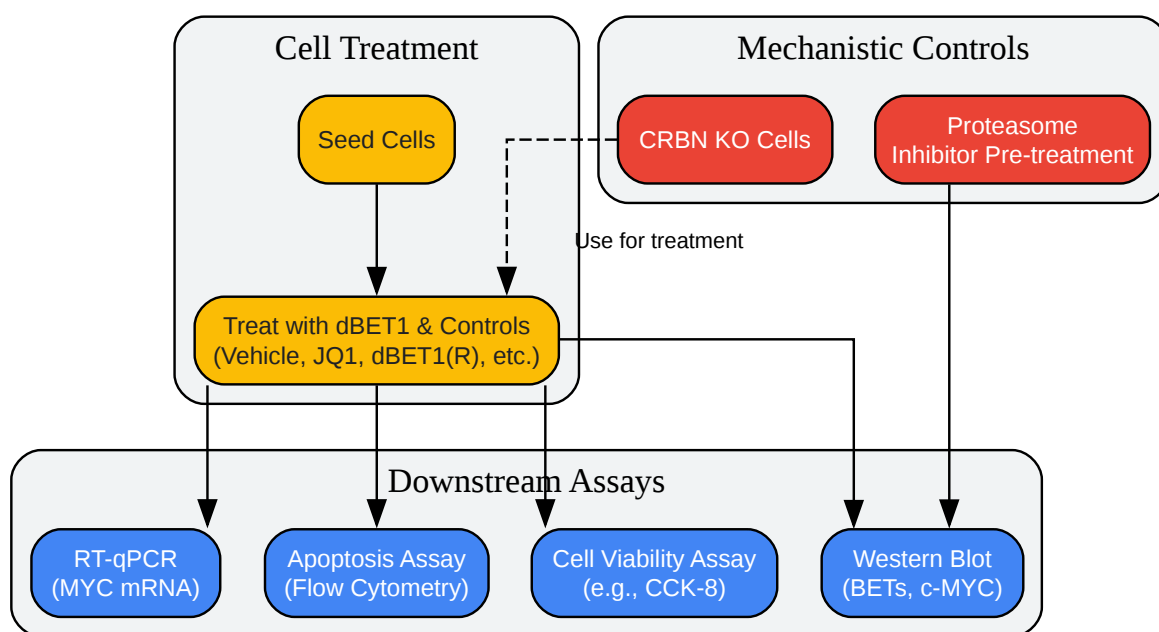 Cell Treatment
Mechanistic Controls
Seed Cells
CRBN KO Cells
Proteasome
Inhibitor Pre-treatment
Use for treatment
Treat with dBET1 & Controls
(Vehicle, JQ1, dBET1(R), etc.)
Downstream Assays
RT-qPCR
(MYC mRNA)
Apoptosis Assay
(Flow Cytometry)
Cell Viability Assay
(e.g., CCK-8)
Western Blot
(BETs, c-MYC)